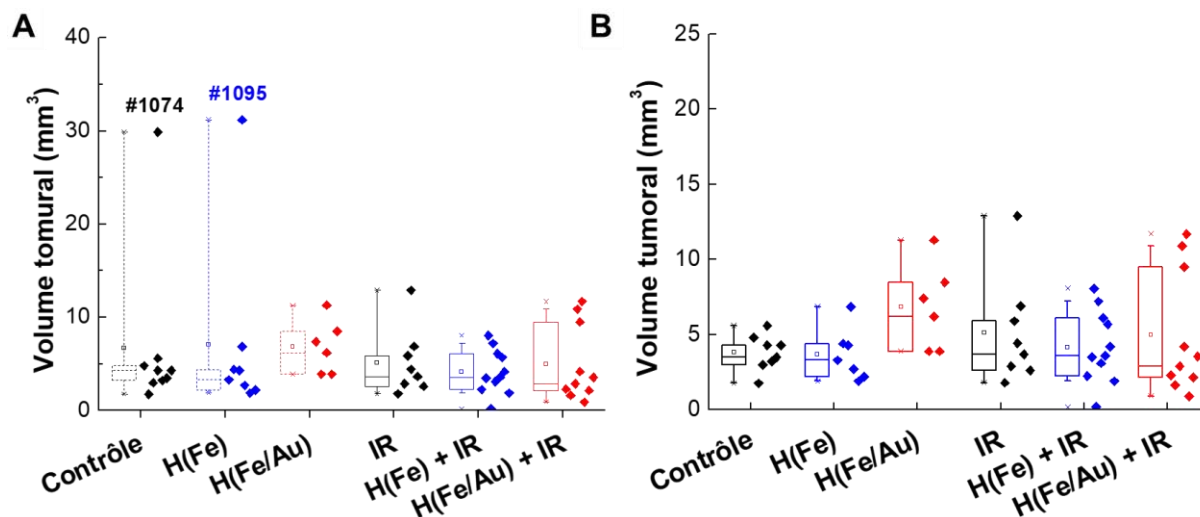 A
Volume tomural (mm³)
40
30
20
10
0
#1074
#1095
Contrôle
H(Fe)
H(Fe/Au)
IR
H(Fe) + IR
H(Fe/Au) + IR
B
Volume tumoral (mm³)
25
20
15
10
5
0
Contrôle
H(Fe)
H(Fe/Au)
IR
H(Fe) + IR
H(Fe/Au) + IR